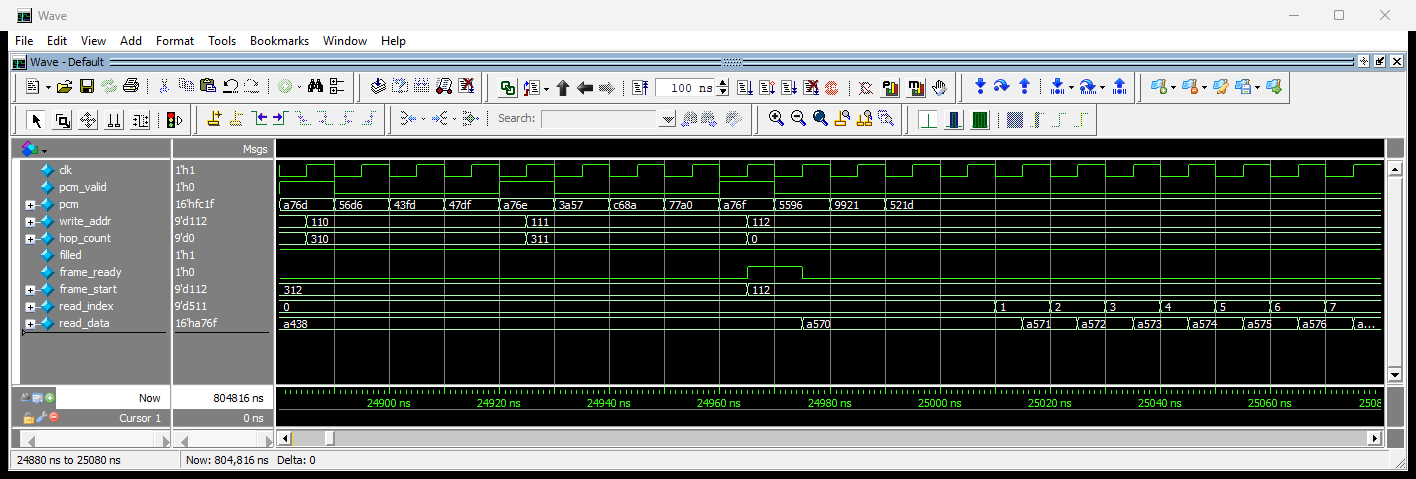 Wave
File Edit View Add Format Tools Bookmarks Window Help
Wave - Default
100 ns
Search:
Msgs
clk 1'h1
pcm_valid 1'h0
pcm 16'hfc1f a76d 56d6 43fd 47df a76e 3a57 c68a 77a0 a76f 5596 9921 521d
write_addr 9'd112 110 111 112
hop_count 9'd0 310 311 0
filled 1'h1
frame_ready 1'h0
frame_start 9'd112 312 112
read_index 9'd511 0 1 2 3 4 5 6 7
read_data 16'ha76f a438 a570 a571 a572 a573 a574 a575 a576 a...
Now 804816 ns 24900 ns 24920 ns 24940 ns 24960 ns 24980 ns 25000 ns 25020 ns 25040 ns 25060 ns 2508
Cursor 1 0 ns
24880 ns to 25080 ns Now: 804,816 ns Delta: 0